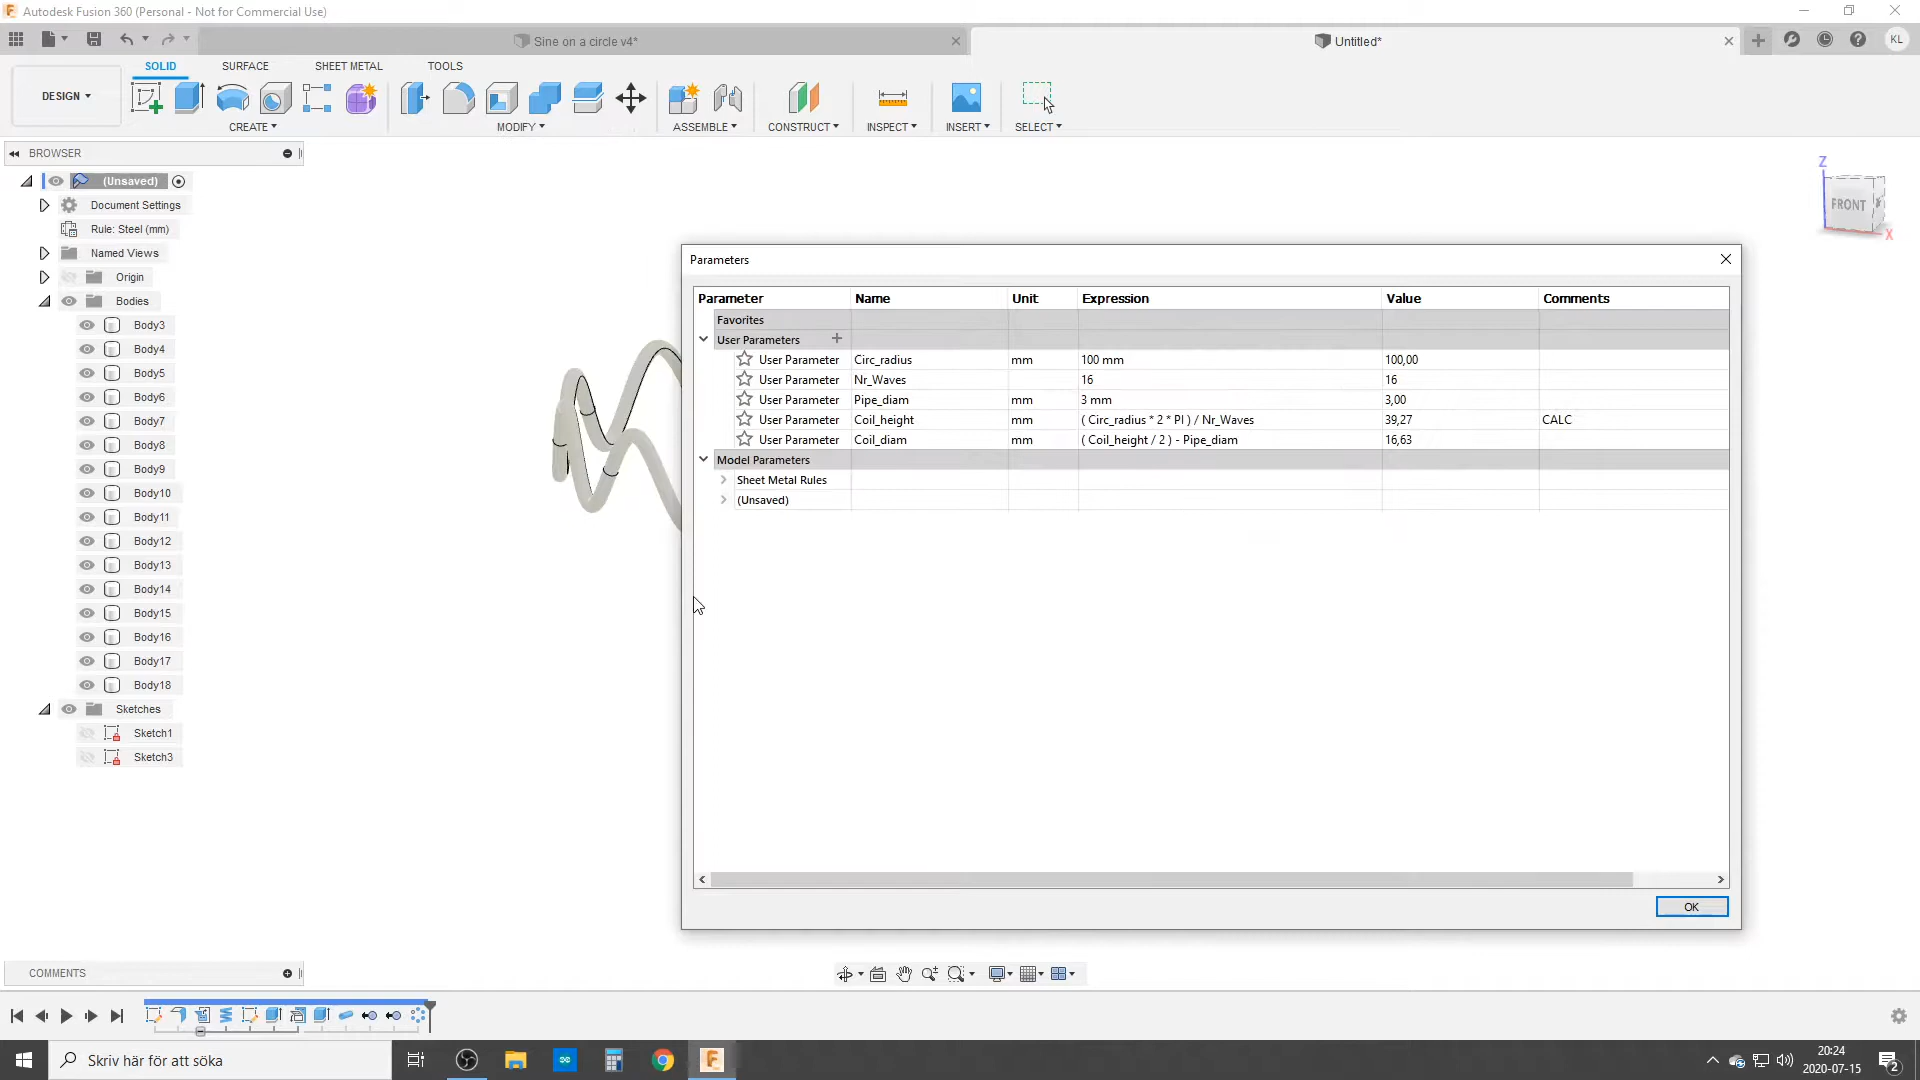 Autodesk Fusion 360 (Personal - Not for Commercial Use)
Sine on a circle v4*
Untitled*
KL
DESIGN
SOLID
SURFACE
SHEET METAL
TOOLS
CREATE
MODIFY
ASSEMBLE
CONSTRUCT
INSPECT
INSERT
SELECT
BROWSER
(Unsaved)
Document Settings
Rule: Steel (mm)
Named Views
Origin
Bodies
Body3
Body4
Body5
Body6
Body7
Body8
Body9
Body10
Body11
Body12
Body13
Body14
Body15
Body16
Body17
Body18
Sketches
Sketch1
Sketch3
Z
FRONT
X
Parameters
Parameter Name Unit Expression Value Comments
Favorites
User Parameters
User Parameter Circ_radius mm 100 mm 100,00
User Parameter Nr_Waves 16 16
User Parameter Pipe_diam mm 3 mm 3,00
User Parameter Coil_height mm ( Circ_radius * 2 * PI ) / Nr_Waves 39,27 CALC
User Parameter Coil_diam mm ( Coil_height / 2 ) - Pipe_diam 16,63
Model Parameters
Sheet Metal Rules
(Unsaved)
OK
COMMENTS
Skriv här för att söka
20:24
2020-07-15
2